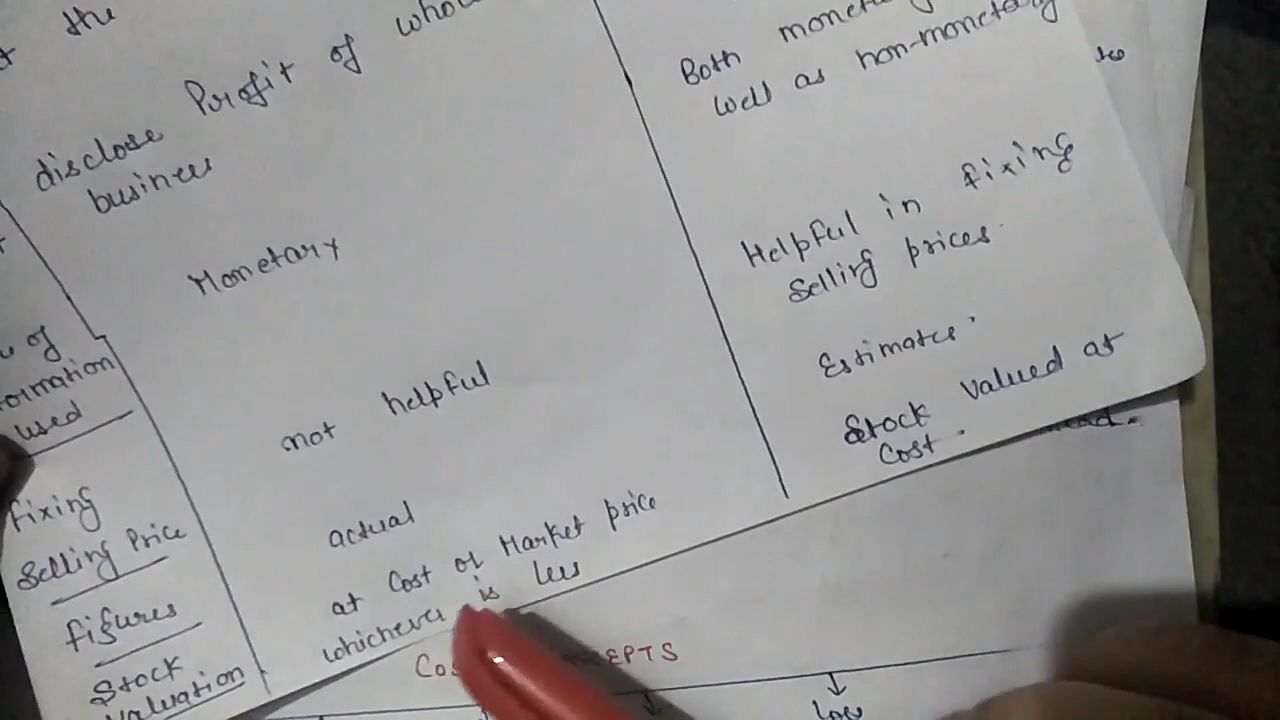 the
disclose Profit of
business
Monetary
not helpful
actual
at Cost or Market price
whichever is less
Both
well as non-monetary
to
Helpful in fixing
selling prices.
Estimates.
Stock valued at
Cost.
of
used
fixing
Selling Price
figures
Stock
valuation